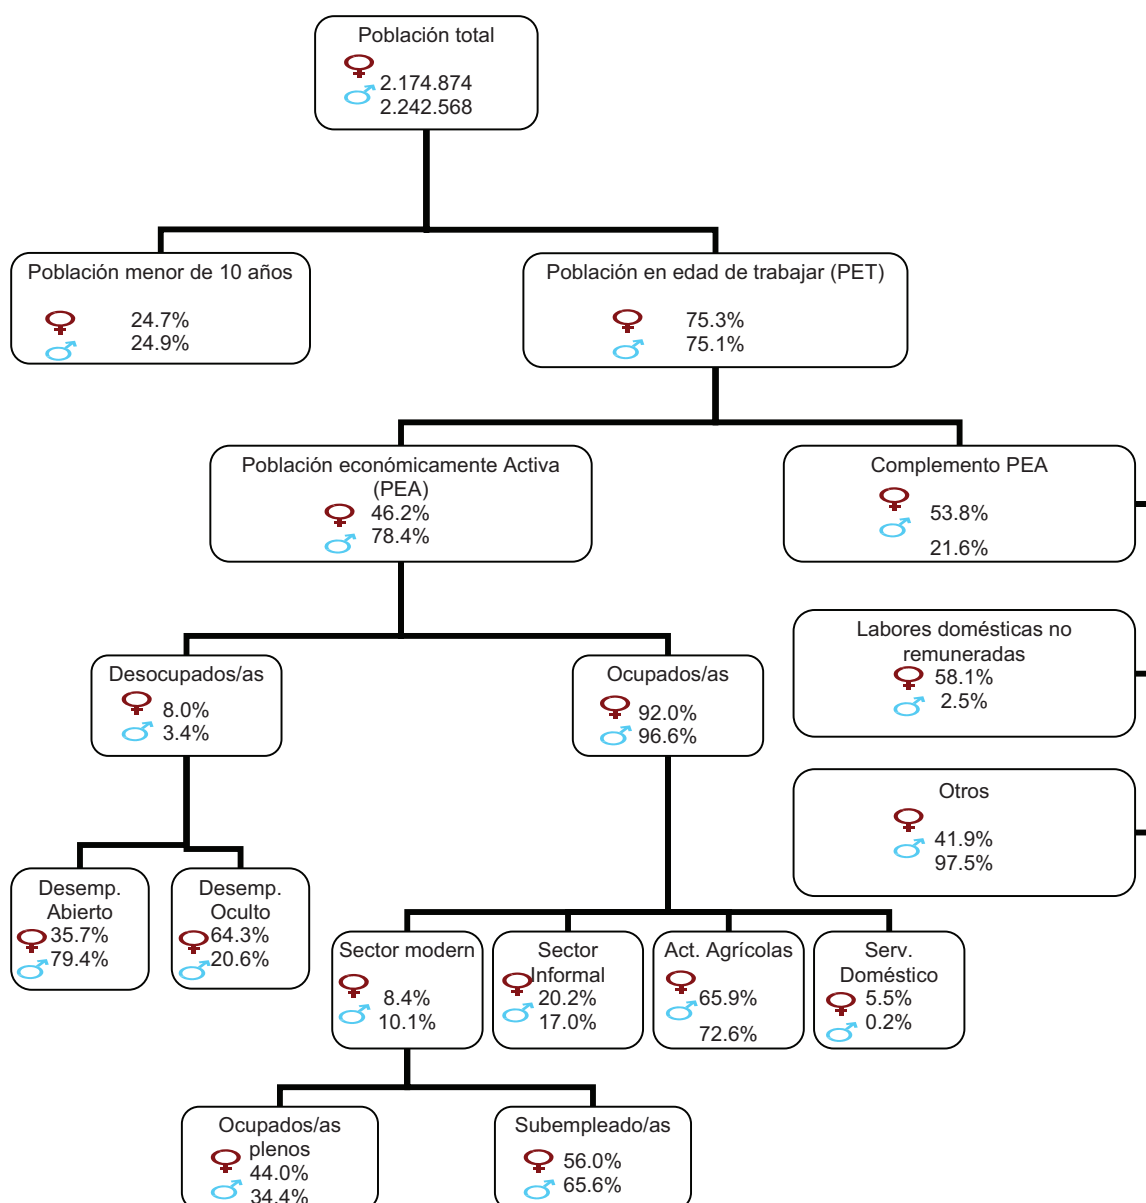 Población total
2.174.874
2.242.568
Población menor de 10 años
24.7%
24.9%
Población en edad de trabajar (PET)
75.3%
75.1%
Población económicamente Activa
(PEA)
46.2%
78.4%
Complemento PEA
53.8%
21.6%
Labores domésticas no
remuneradas
58.1%
2.5%
Desocupados/as
8.0%
3.4%
Ocupados/as
92.0%
96.6%
Otros
41.9%
97.5%
Desemp.
Abierto
35.7%
79.4%
Desemp.
Oculto
64.3%
20.6%
Sector modern
8.4%
10.1%
Sector
Informal
20.2%
17.0%
Act. Agrícolas
65.9%
72.6%
Serv.
Doméstico
5.5%
0.2%
Ocupados/as
plenos
44.0%
34.4%
Subempleado/as
56.0%
65.6%